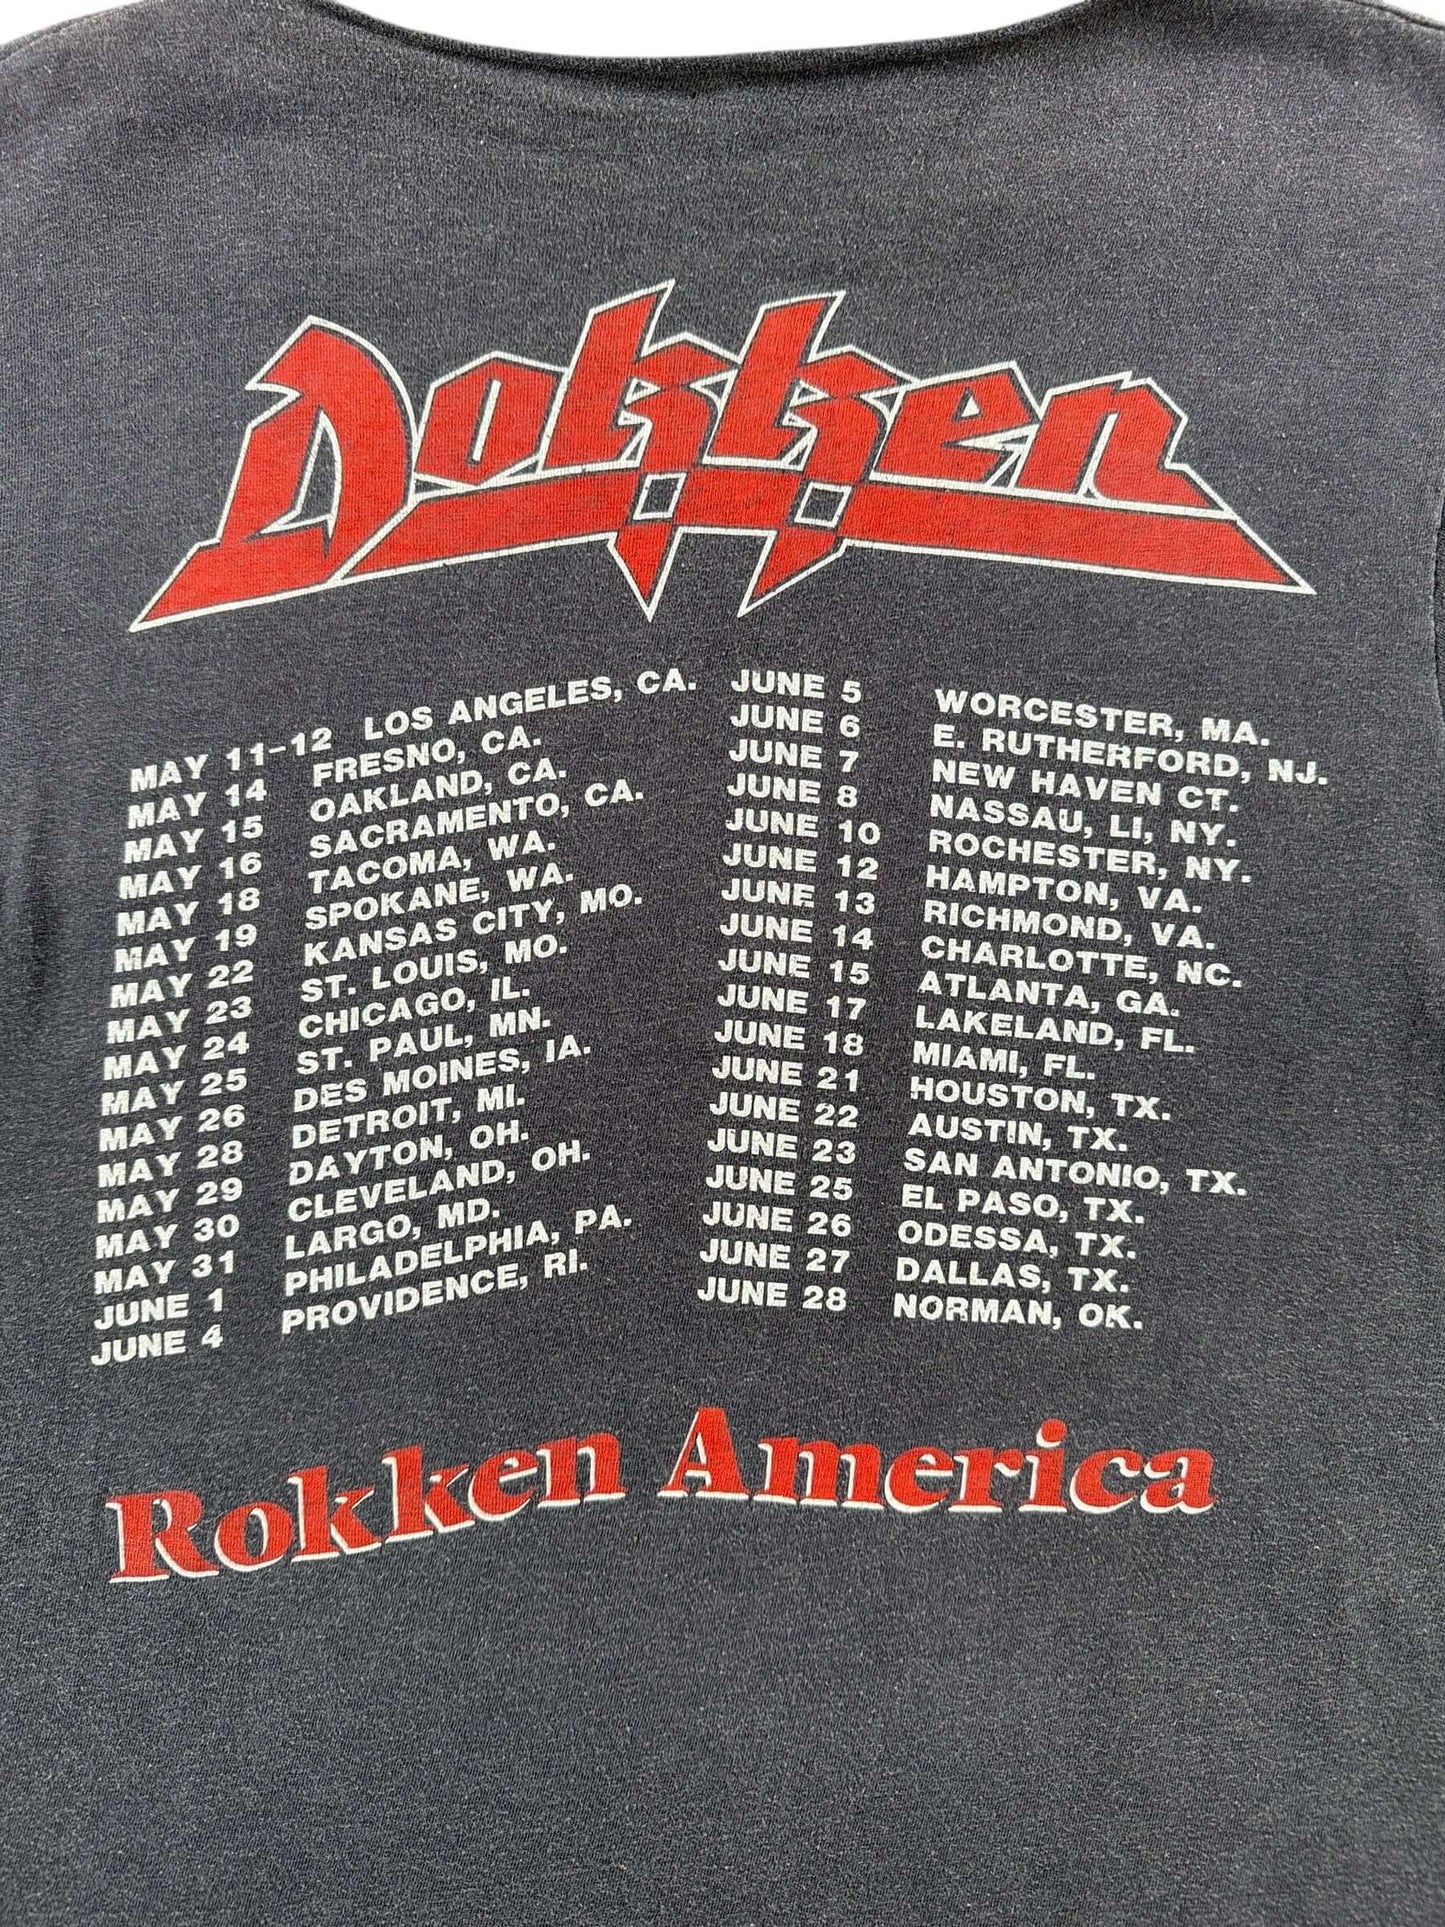 Dokken
MAY 11-12 LOS ANGELES, CA.
MAY 14 FRESNO, CA.
MAY 15 OAKLAND, CA.
MAY 16 SACRAMENTO, CA.
MAY 18 TACOMA, WA.
MAY 19 SPOKANE, WA.
MAY 22 KANSAS CITY, MO.
MAY 23 ST. LOUIS, MO.
MAY 24 CHICAGO, IL.
MAY 25 ST. PAUL, MN.
MAY 26 DES MOINES, IA.
MAY 28 DETROIT, MI.
MAY 29 DAYTON, OH.
MAY 30 CLEVELAND, OH.
MAY 31 LARGO, MD.
JUNE 1 PHILADELPHIA, PA.
JUNE 4 PROVIDENCE, RI.
JUNE 5 WORCESTER, MA.
JUNE 6 E. RUTHERFORD, NJ.
JUNE 7 NEW HAVEN CT.
JUNE 8 NASSAU, LI, NY.
JUNE 10 ROCHESTER, NY.
JUNE 12 HAMPTON, VA.
JUNE 13 RICHMOND, VA.
JUNE 14 CHARLOTTE, NC.
JUNE 15 ATLANTA, GA.
JUNE 17 LAKELAND, FL.
JUNE 18 MIAMI, FL.
JUNE 21 HOUSTON, TX.
JUNE 22 AUSTIN, TX.
JUNE 23 SAN ANTONIO, TX.
JUNE 25 EL PASO, TX.
JUNE 26 ODESSA, TX.
JUNE 27 DALLAS, TX.
JUNE 28 NORMAN, OK.
Rokken America